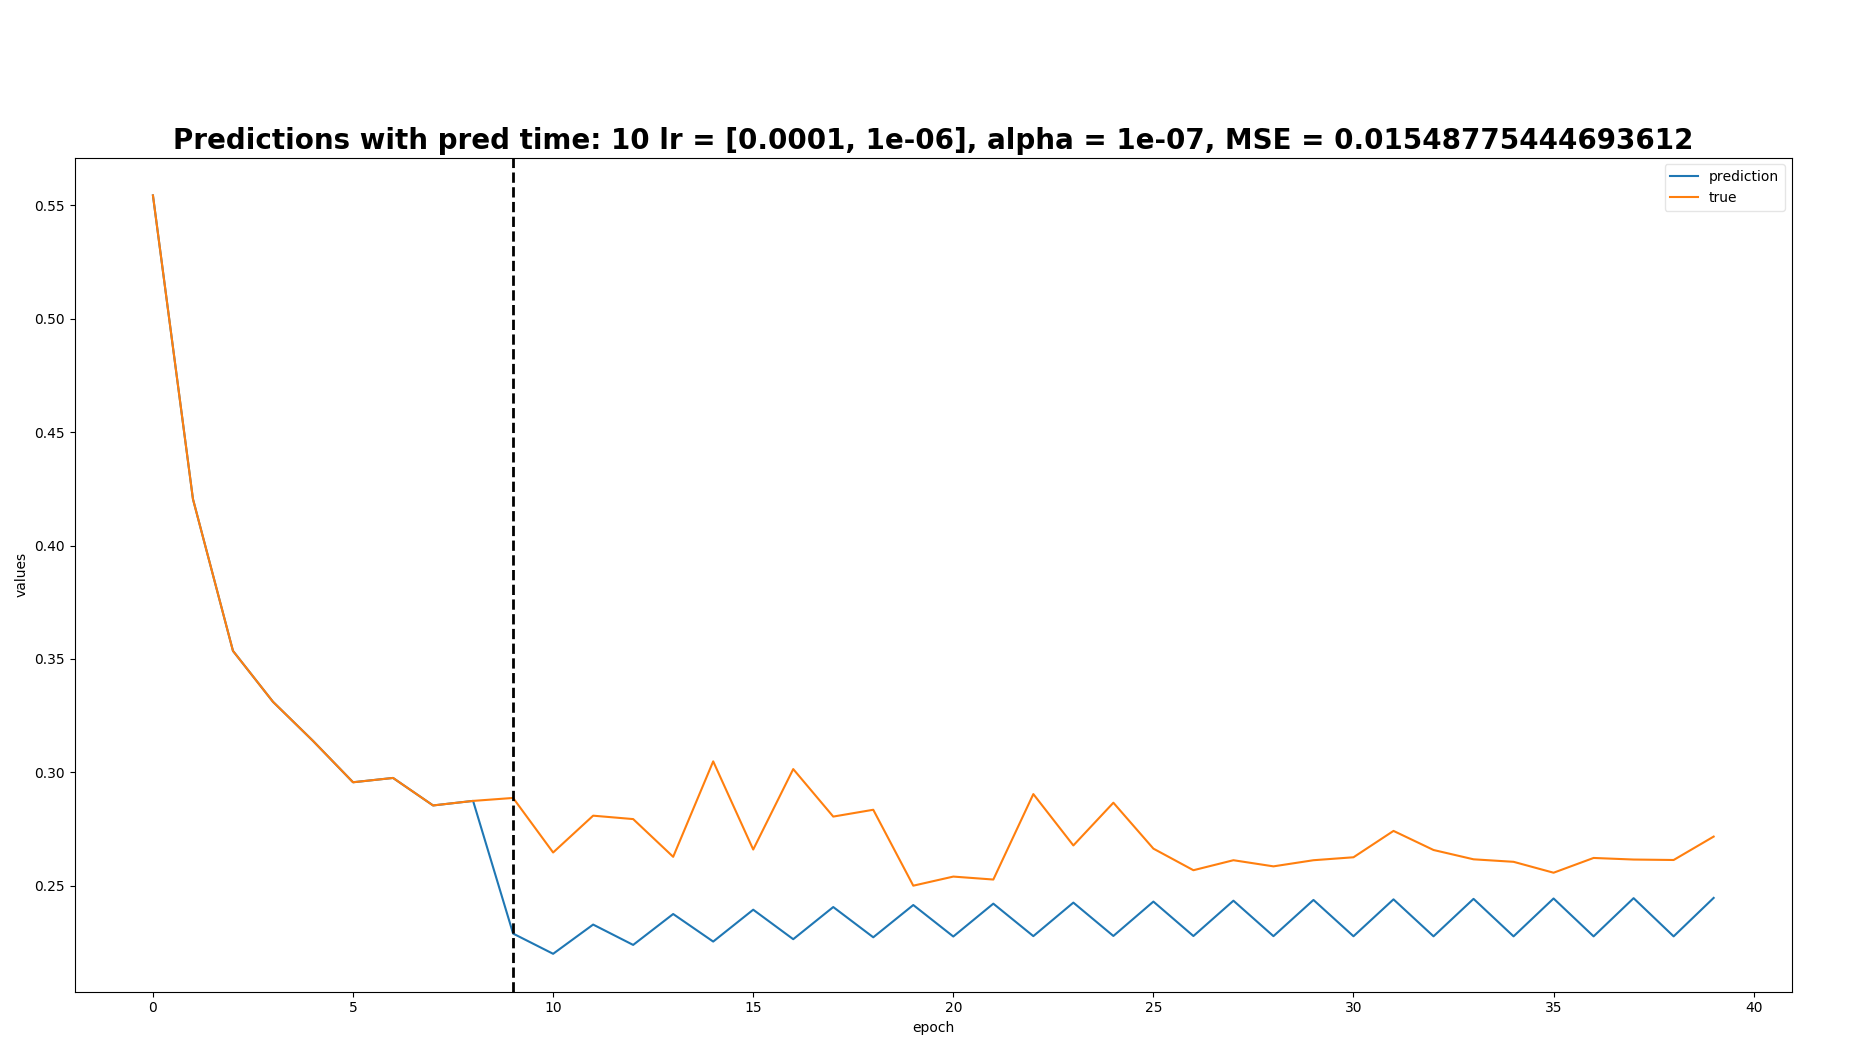 Predictions with pred time: 10 lr = [0.0001, 1e-06], alpha = 1e-07, MSE = 0.01548775444693612
prediction
true
0.55
0.50
0.45
0.40
0.35
0.30
0.25
values
0 5 10 15 20 25 30 35 40
epoch